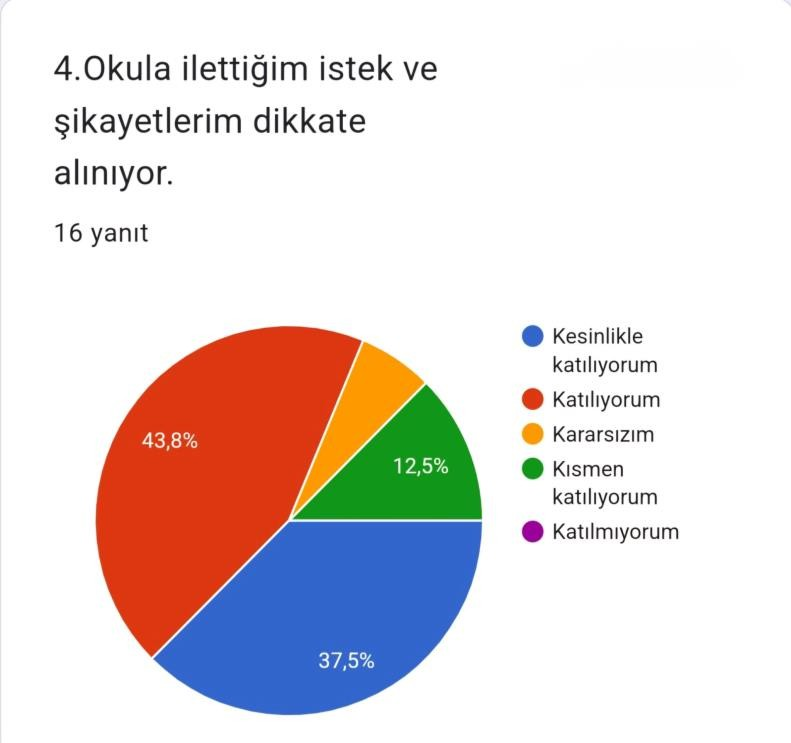 4.Okula ilettiğim istek ve
şikayetlerim dikkate
alınıyor.
16 yanıt
43,8%
12,5%
37,5%
Kesinlikle
katılıyorum
Katılıyorum
Kararsızım
Kısmen
katılıyorum
Katılmıyorum